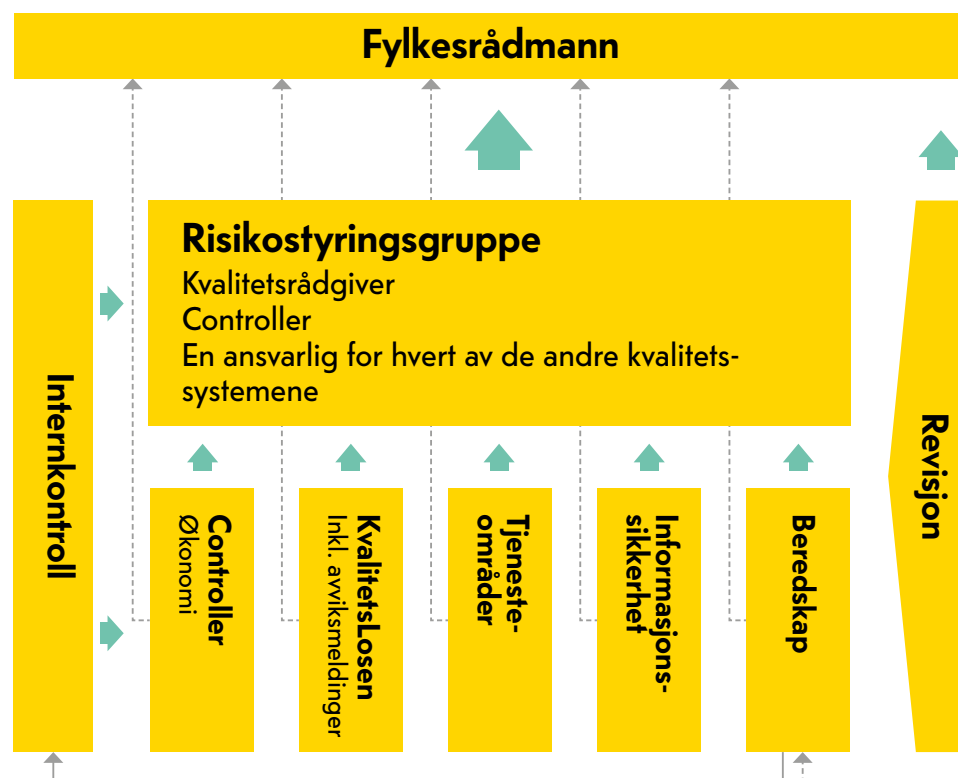 Fylkesrådmann
Risikostyringsgruppe
Kvalitetsrådgiver
Controller
En ansvarlig for hvert av de andre kvalitets-
systemene
Internkontroll
Controller
Økonomi
KvalitetsLosen
Inkl. avviksmeldinger
Tjeneste-
områder
Informasjons-
sikkerhet
Beredskap
Revisjon